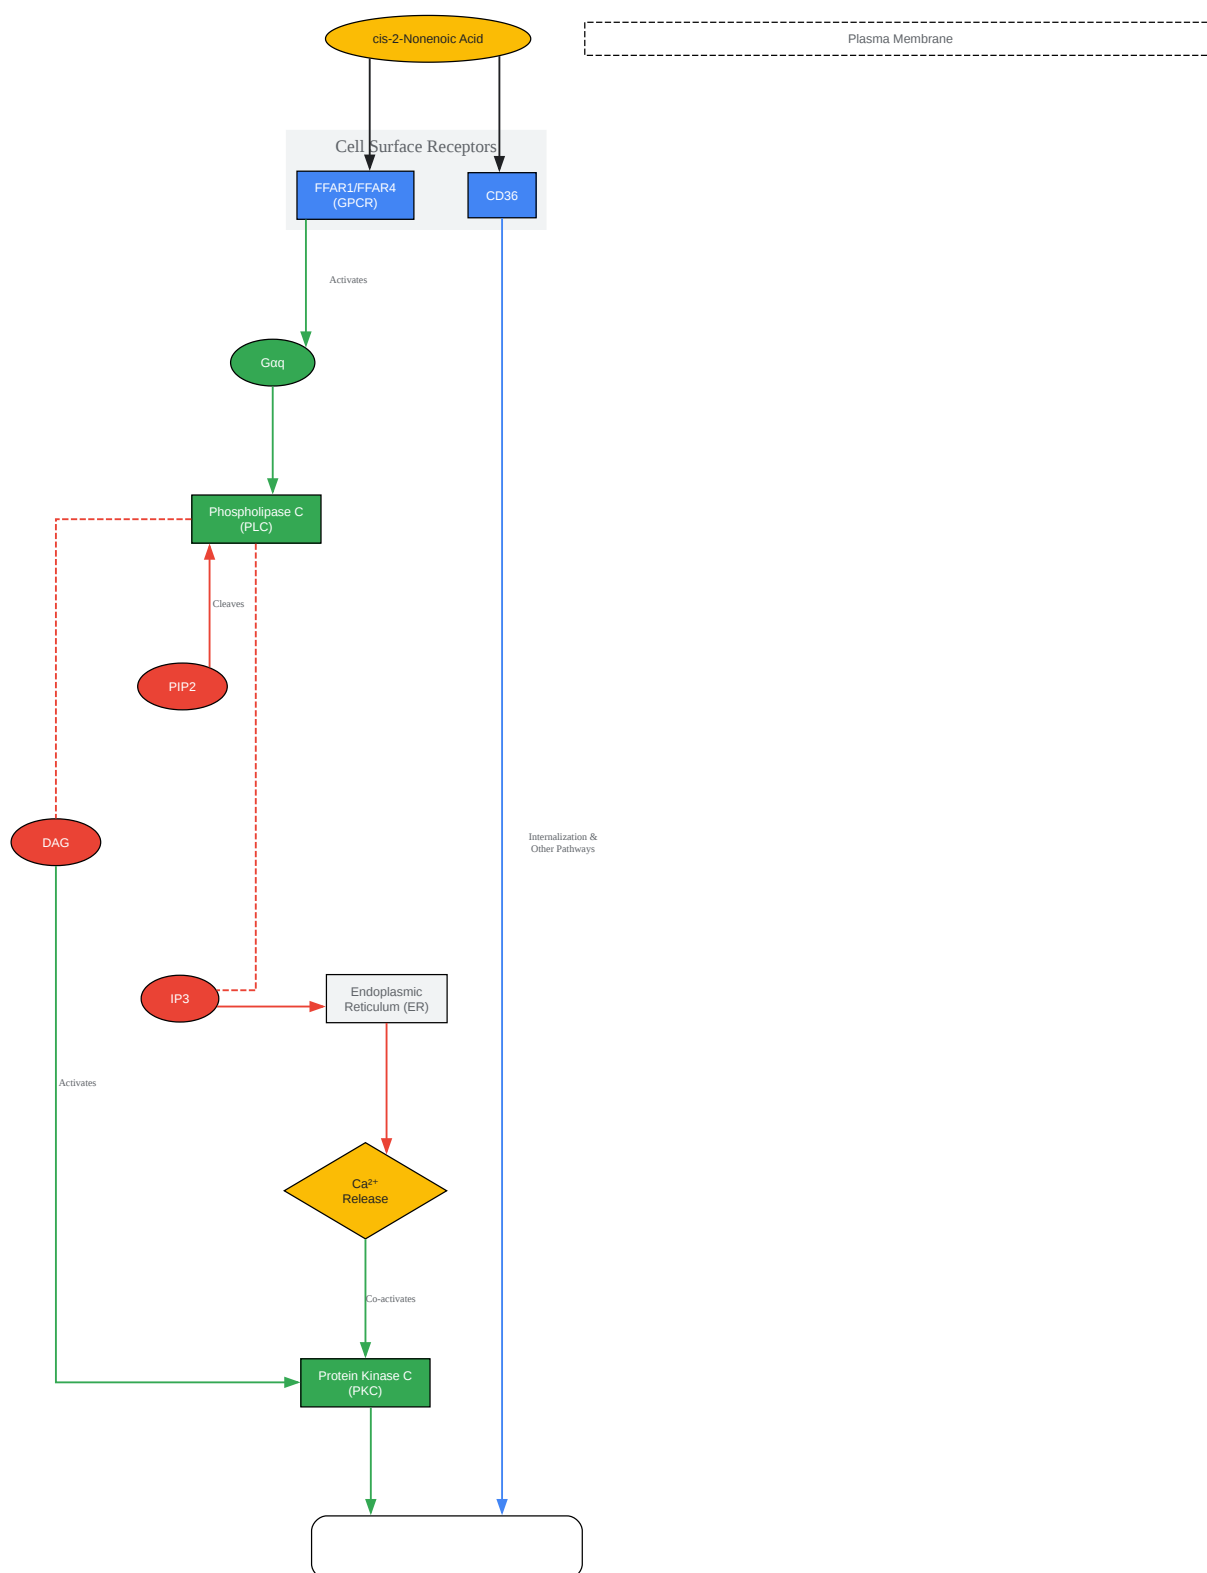 cis-2-Nonenoic Acid
Plasma Membrane
Cell Surface Receptors
FFAR1/FFAR4
(GPCR)
CD36
Activates
Gαq
Phospholipase C
(PLC)
Cleaves
PIP2
DAG
Internalization &
Other Pathways
IP3
Endoplasmic
Reticulum (ER)
Activates
Ca²⁺
Release
Co-activates
Protein Kinase C
(PKC)